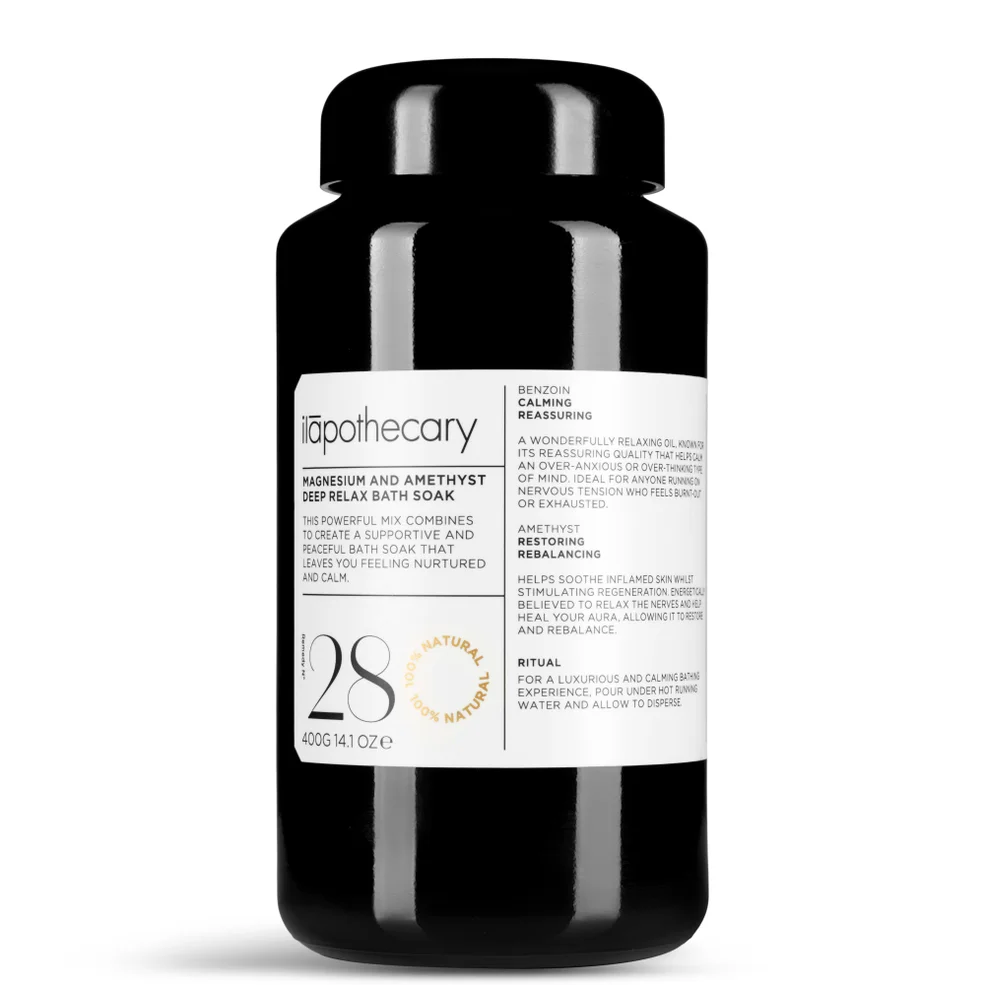 ilāpothecary
MAGNESIUM AND AMETHYST
DEEP RELAX BATH SOAK
THIS POWERFUL MIX COMBINES
TO CREATE A SUPPORTIVE AND
PEACEFUL BATH SOAK THAT
LEAVES YOU FEELING NURTURED
AND CALM.
Remedy Nº
28
100% NATURAL
100% NATURAL
400G 14.1 OZ℮
BENZOIN
CALMING
REASSURING
A WONDERFULLY RELAXING OIL, KNOWN FOR
ITS REASSURING QUALITY THAT HELPS CALM
AN OVER-ANXIOUS OR OVER-THINKING TYPE
OF MIND. IDEAL FOR ANYONE RUNNING ON
NERVOUS TENSION WHO FEELS BURNT-OUT
OR EXHAUSTED.
AMETHYST
RESTORING
REBALANCING
HELPS SOOTHE INFLAMED SKIN WHILST
STIMULATING REGENERATION. ENERGETICALLY
BELIEVED TO RELAX THE NERVES AND HELP
HEAL YOUR AURA, ALLOWING IT TO RESTORE
AND REBALANCE.
RITUAL
FOR A LUXURIOUS AND CALMING BATHING
EXPERIENCE, POUR UNDER HOT RUNNING
WATER AND ALLOW TO DISPERSE.